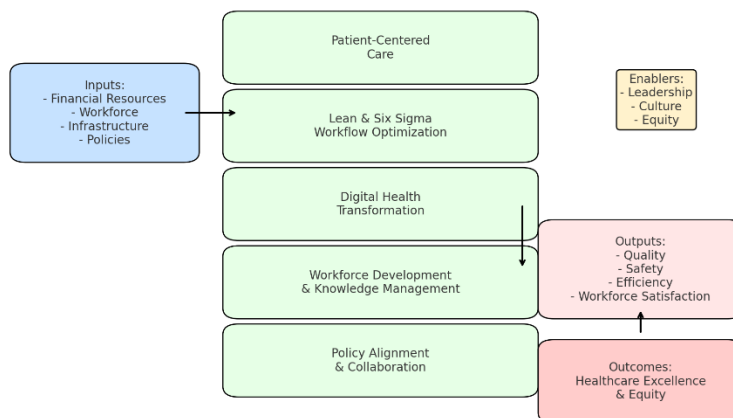 Patient-Centered
Care
Inputs:
- Financial Resources
- Workforce
- Infrastructure
- Policies
Enablers:
- Leadership
- Culture
- Equity
Lean & Six Sigma
Workflow Optimization
Digital Health
Transformation
Workforce Development
& Knowledge Management
Outputs:
- Quality
- Safety
- Efficiency
- Workforce Satisfaction
Policy Alignment
& Collaboration
Outcomes:
Healthcare Excellence
& Equity